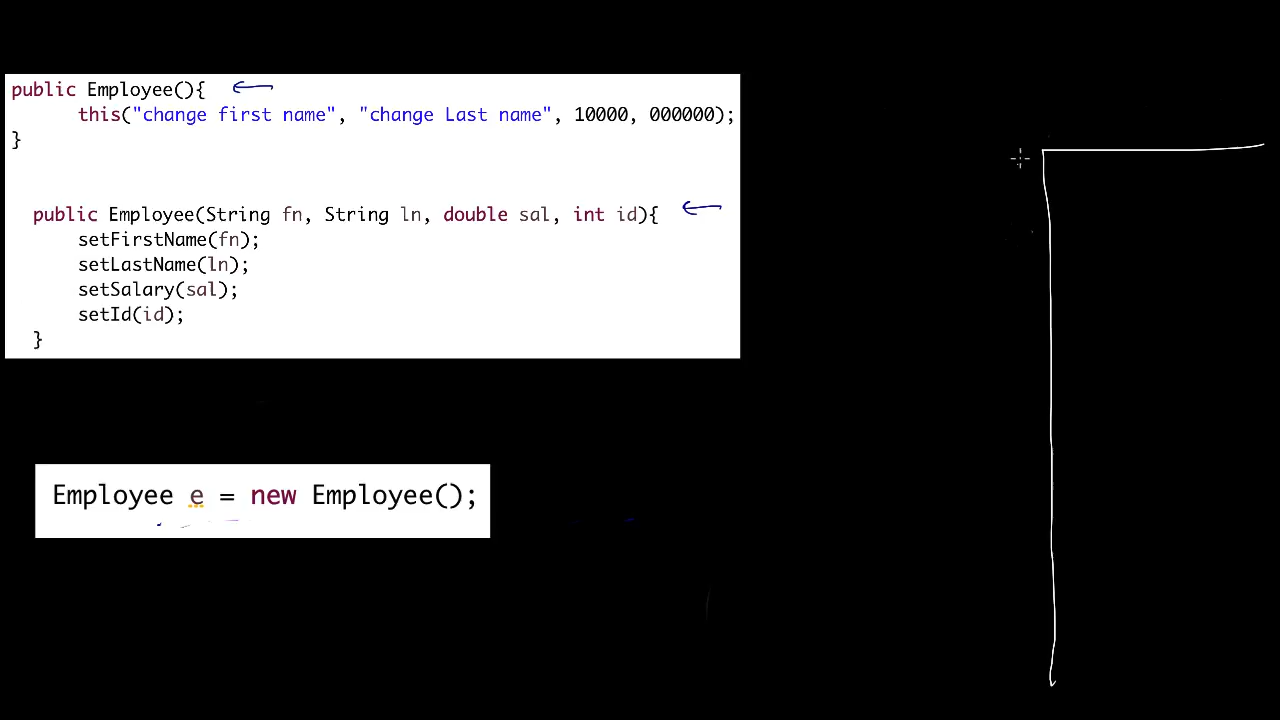 public Employee(){
this("change first name", "change Last name", 10000, 000000);
}
public Employee(String fn, String ln, double sal, int id){
setFirstName(fn);
setLastName(ln);
setSalary(sal);
setId(id);
}
Employee e = new Employee();